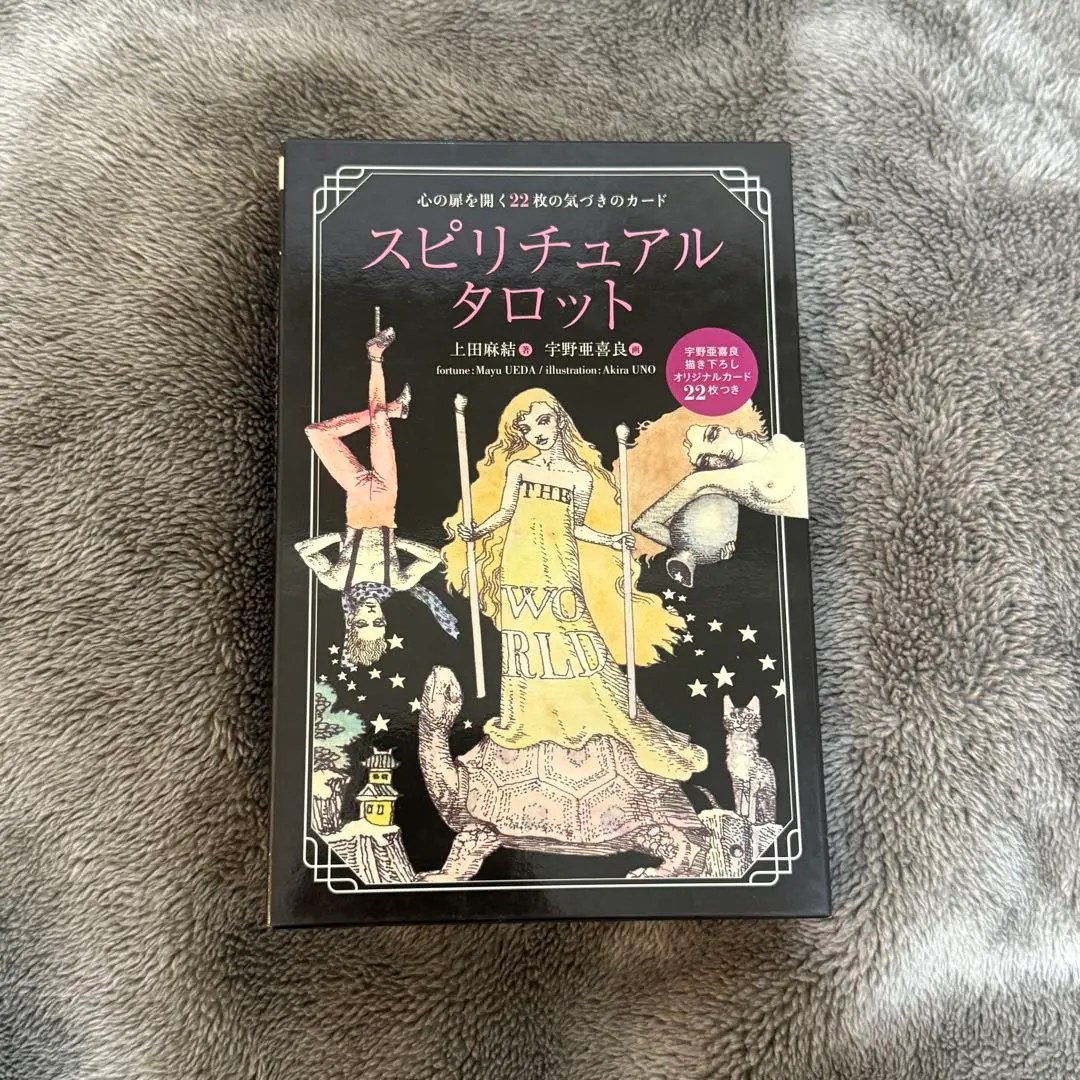 心の扉を開く22枚の気づきのカード
スピリチュアル
タロット
上田麻結著 宇野亜喜良画
fortune:Mayu UEDA / illustration:Akira UNO
宇野亜喜良
描き下ろし
オリジナルカード
22枚つき
THE
WO
RLD